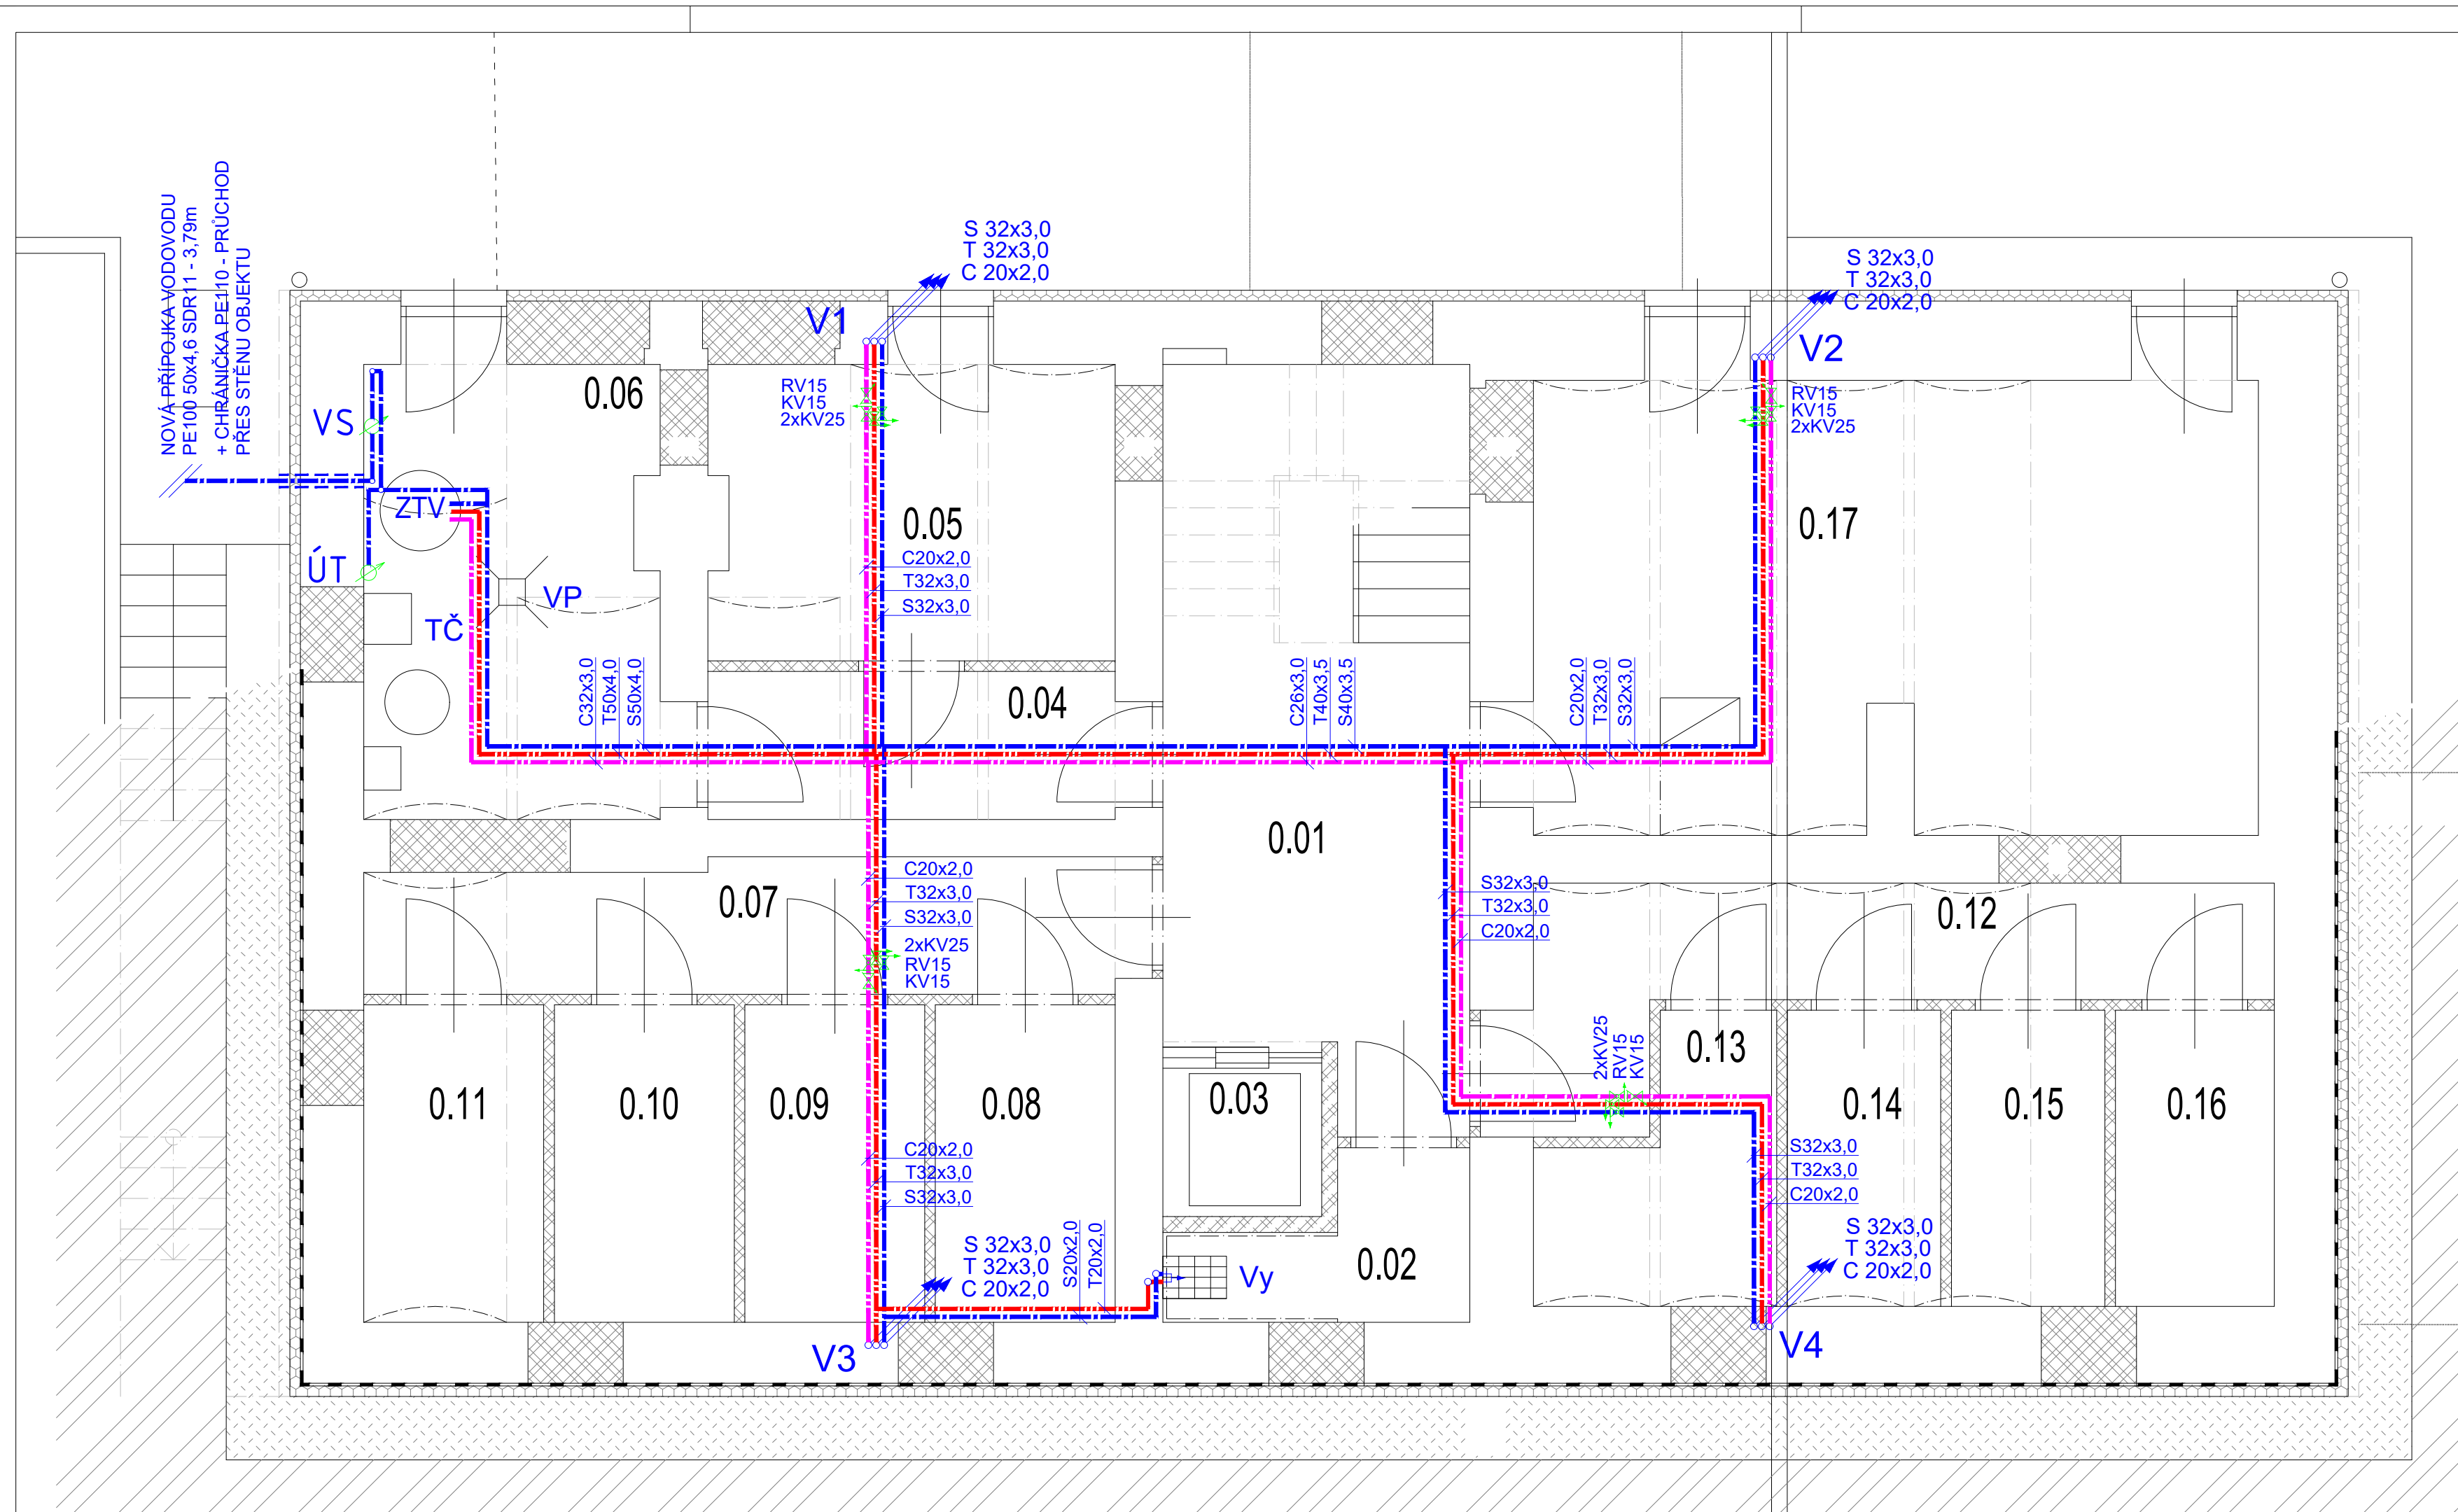 NOVÁ PŘÍPOJKA VODOVODU
PE100 50x4,6 SDR11 - 3,79m
+ CHRÁNIČKA PE110 - PRŮCHOD
PŘES STĚNU OBJEKTU
S 32x3,0
T 32x3,0
C 20x2,0
S 32x3,0
T 32x3,0
C 20x2,0
V1
V2
0.06
RV15
KV15
2xKV25
RV15
KV15
2xKV25
VS
ZTV
0.05
0.17
ÚT
VP
TČ
C20x2,0
T32x3,0
S32x3,0
C32x3,0
T50x4,0
S50x4,0
0.04
C26x3,0
T40x3,5
S40x3,5
C20x2,0
T32x3,0
S32x3,0
0.01
0.07
C20x2,0
T32x3,0
S32x3,0
2xKV25
RV15
KV15
S32x3,0
T32x3,0
C20x2,0
0.12
2xKV25
RV15
KV15
0.13
0.11
0.10
0.09
0.08
0.03
0.14
0.15
0.16
C20x2,0
T32x3,0
S32x3,0
S32x3,0
T32x3,0
C20x2,0
S 32x3,0
T 32x3,0
C 20x2,0
S20x2,0
T20x2,0
Vy
0.02
S 32x3,0
T 32x3,0
C 20x2,0
V3
V4